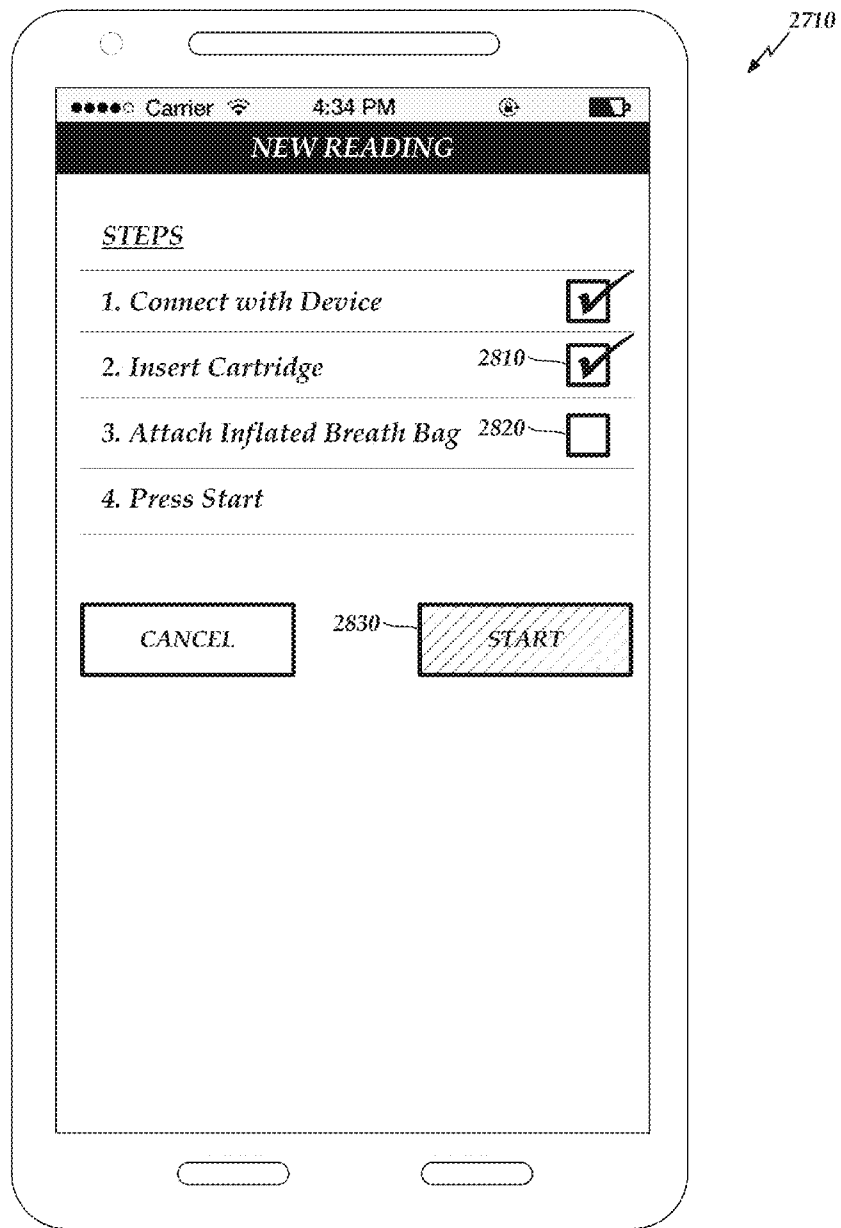 2710
Carrier 4:34 PM
NEW READING
STEPS
1. Connect with Device
2. Insert Cartridge 2810
3. Attach Inflated Breath Bag 2820
4. Press Start
CANCEL 2830 START